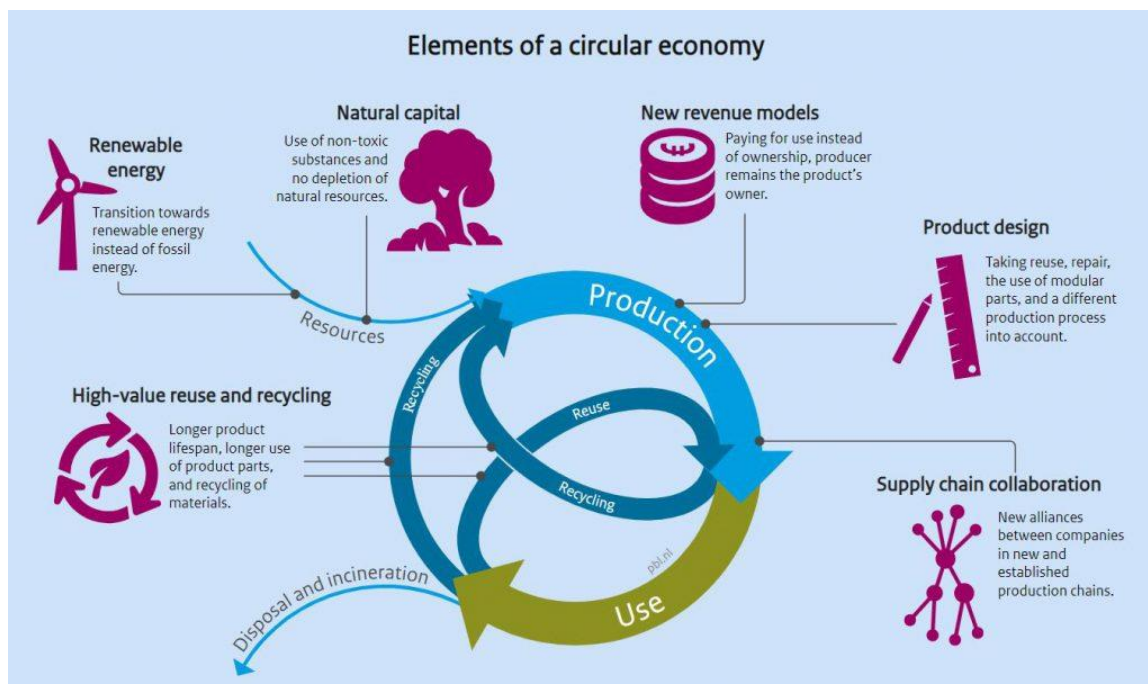 Elements of a circular economy
Renewable
energy
Transition towards
renewable energy
instead of fossil
energy.
Natural capital
Use of non-toxic
substances and
no depletion of
natural resources.
New revenue models
Paying for use instead
of ownership, producer
remains the product's
owner.
Product design
Taking reuse, repair,
the use of modular
parts, and a different
production process
into account.
Resources
Production
High-value reuse and recycling
Longer product
lifespan, longer use
of product parts,
and recycling of
materials.
Recycling
Reuse
Recycling
Supply chain collaboration
New alliances
between companies
in new and
established
production chains.
Disposal and incineration
Use
pbl.nl